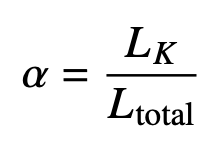 α = L_K / L_total